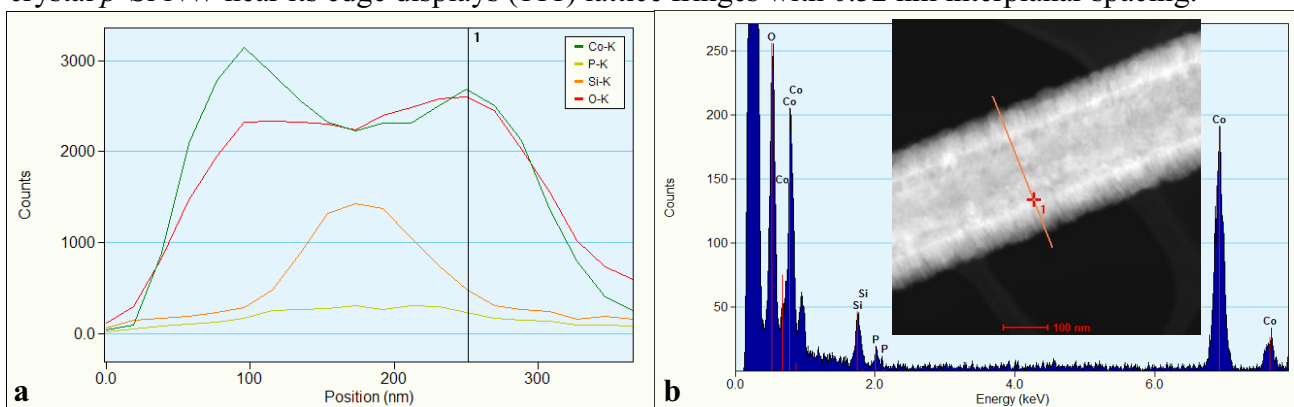 crystal p-Si NW near its edge displays (111) lattice fringes with 0.32 nm interplanar spacing.
1
Co-K
P-K
Si-K
O-K
3000
2000
1000
0.0
Counts
0.0
100
200
300
Position (nm)
a
250
200
150
100
50
Counts
O
Co
Co
Co
Si
Si
P
P
Co
Co
1
100 nm
0.0
2.0
4.0
6.0
Energy (keV)
b